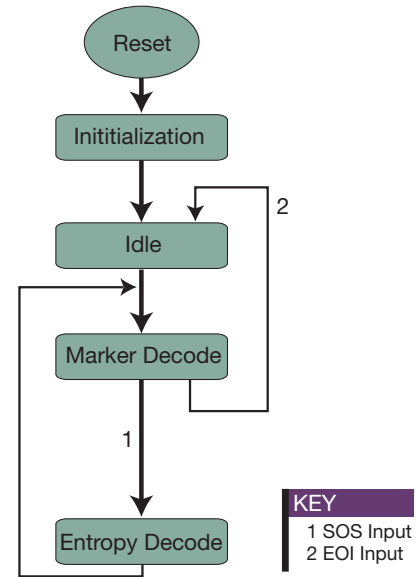 Reset
Inititialization
2
Idle
Marker Decode
1
KEY
1 SOS Input
2 EOI Input
Entropy Decode